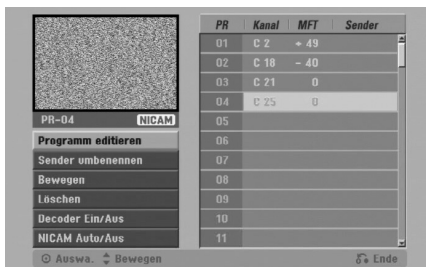 PR Kanal MFT Sender
01 C 2 + 49
02 C 18 - 40
03 C 21 0
04 C 25 0
05
06
07
08
09
10
11
PR-04 NICAM
Programm editieren
Sender umbenennen
Bewegen
Löschen
Decoder Ein/Aus
NICAM Auto/Aus
Auswa. Bewegen
Ende